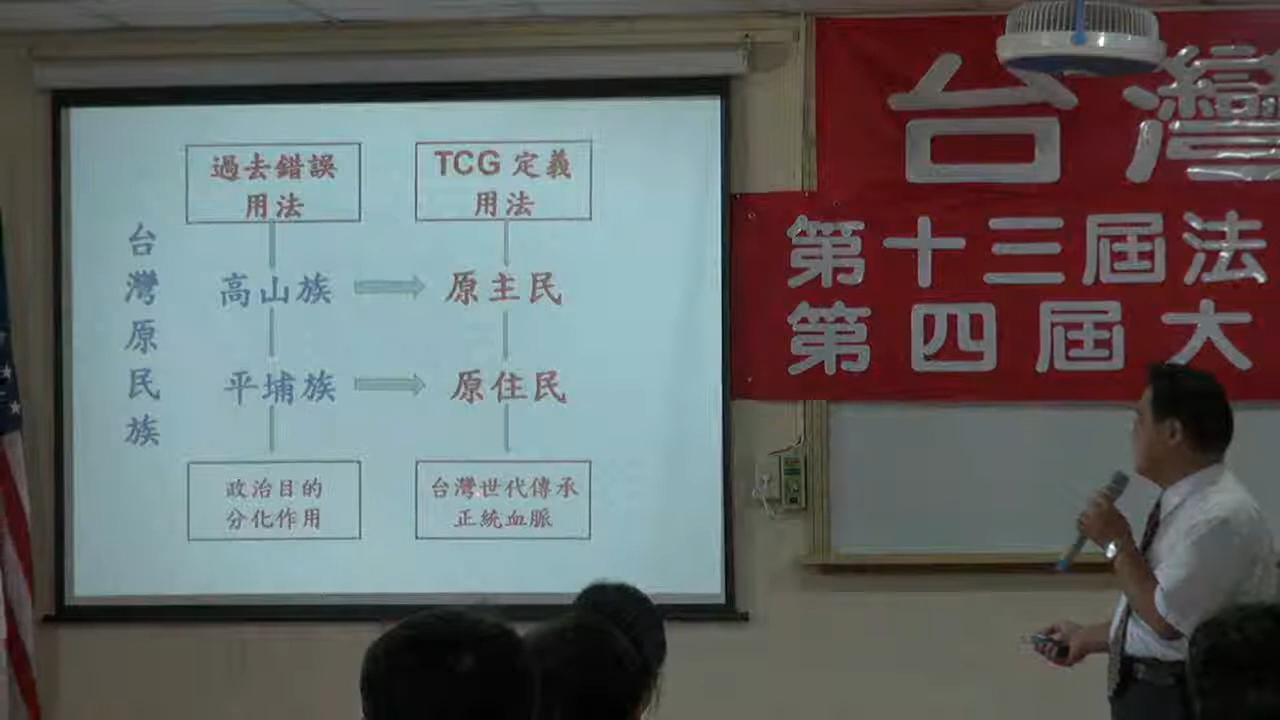 過去錯誤
用法
TCG 定義
用法
台灣原民族
高山族
原主民
平埔族
原住民
政治目的
分化作用
台灣世代傳承
正統血脈
台灣
第十三屆法
第四屆大